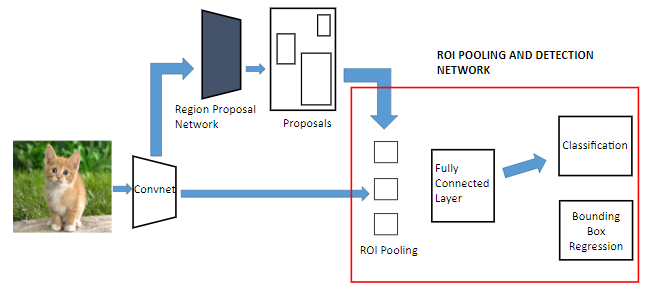 ROI POOLING AND DETECTION
NETWORK
Region Proposal
Network
Proposals
Convnet
ROI Pooling
Fully
Connected
Layer
Classification
Bounding
Box
Regression